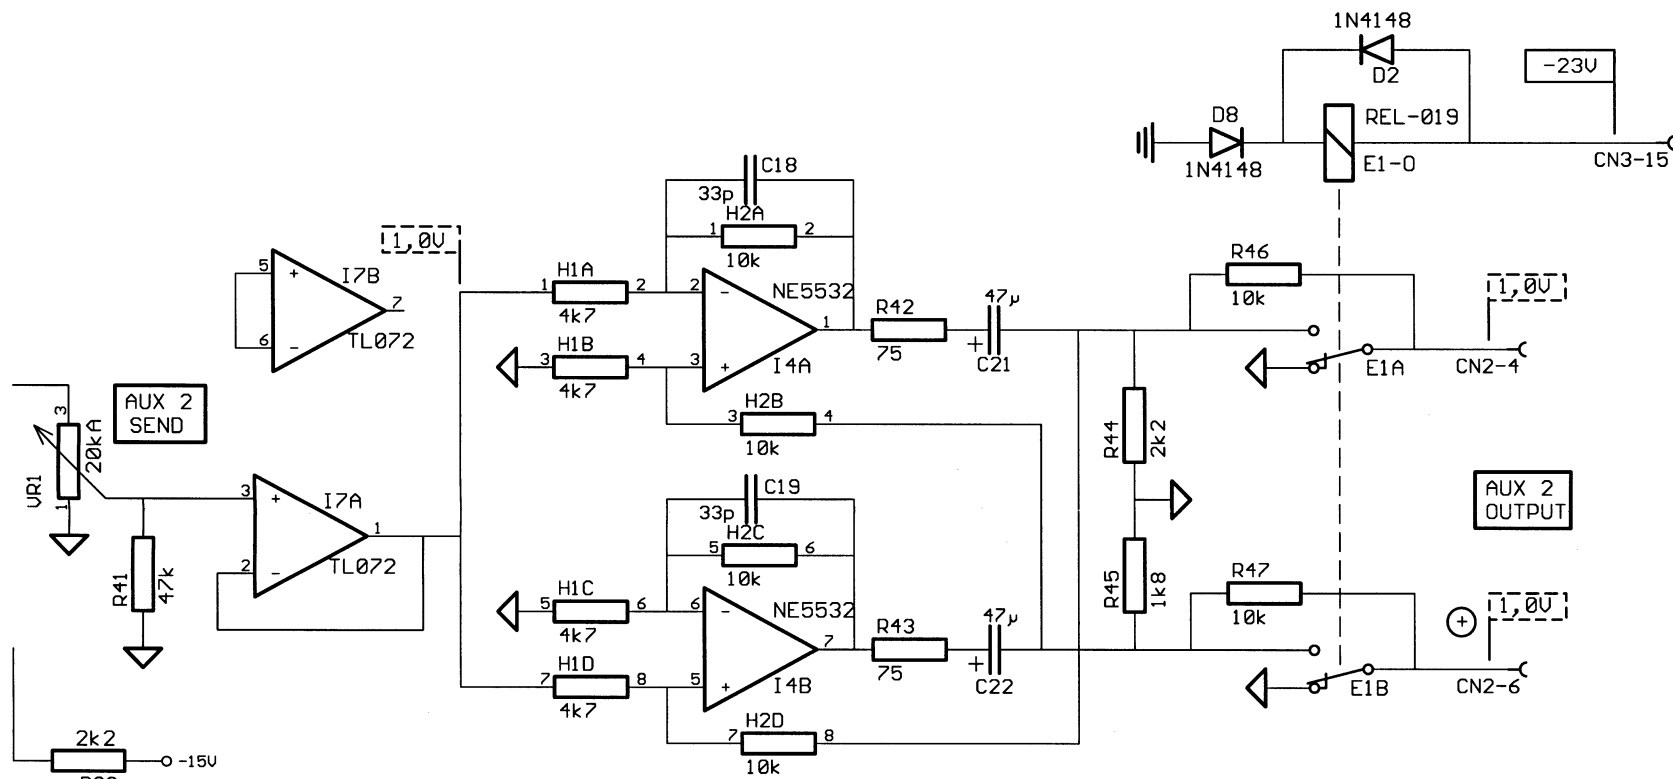 1N4148
D2
-23V
D8
1N4148
REL-019
E1-O
CN3-15
C18
33p
H2A
1
2
10k
1,0V
5
+
I7B
7
6
-
TL072
1
H1A
2
4k7
2
-
NE5532
1
3
H1B
4
4k7
3
+
I4A
R42
75
47µ
+
C21
R46
10k
1,0V
E1A
CN2-4
3
H2B
4
10k
AUX 2
SEND
3
20kA
VR1
1
R41
47k
3
+
I7A
1
2
-
TL072
R44
2k2
R45
1k8
AUX 2
OUTPUT
C19
33p
H2C
5
6
10k
5
H1C
6
4k7
6
-
NE5532
7
7
H1D
8
4k7
5
+
I4B
R43
75
47µ
+
C22
R47
10k
+
1,0V
E1B
CN2-6
7
H2D
8
10k
2k2
-15V